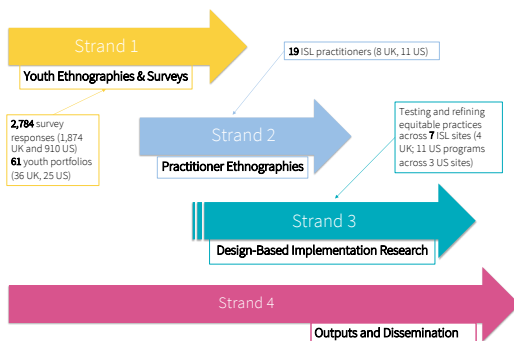 Strand 1
Youth Ethnographies & Surveys
19 ISL practitioners (8 UK, 11 US)
2,784 survey
responses (1,874
UK and 910 US)
61 youth portfolios
(36 UK, 25 US)
Strand 2
Practitioner Ethnographies
Testing and refining
equitable practices
across 7 ISL sites (4
UK; 11 US programs
across 3 US sites)
Strand 3
Design-Based Implementation Research
Strand 4
Outputs and Dissemination